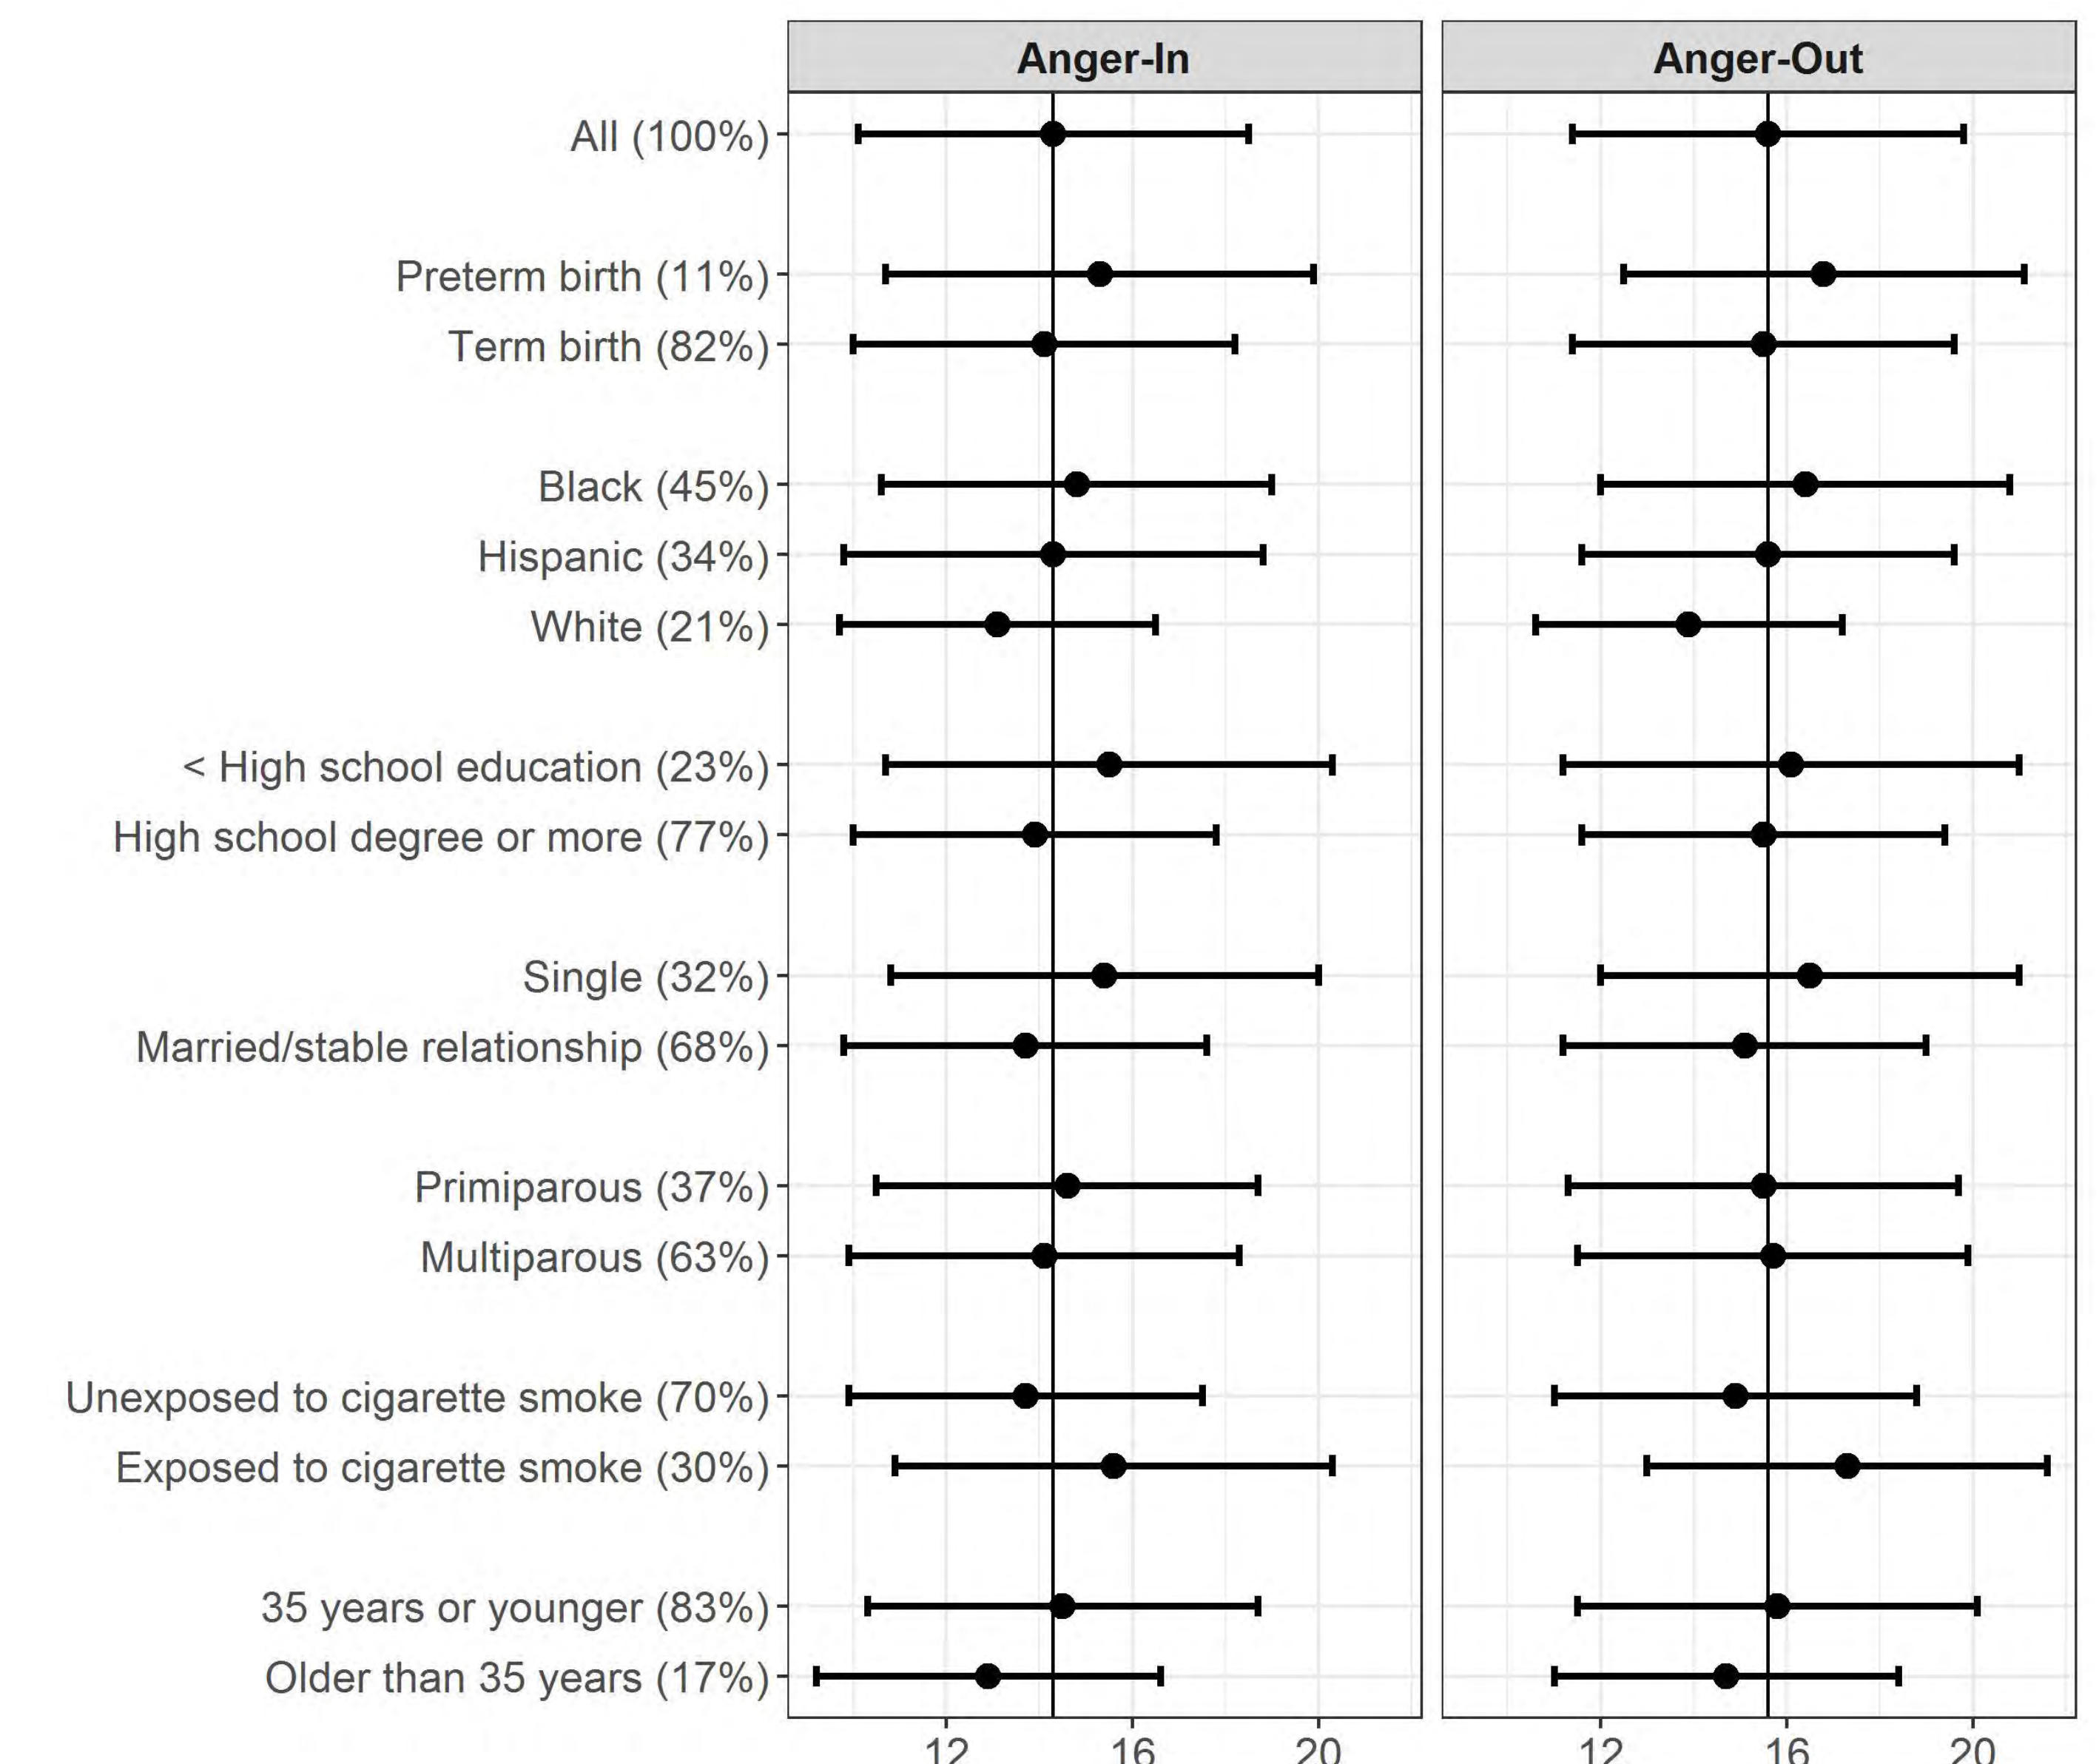 Anger-In Anger-Out
All (100%)
Preterm birth (11%)
Term birth (82%)
Black (45%)
Hispanic (34%)
White (21%)
< High school education (23%)
High school degree or more (77%)
Single (32%)
Married/stable relationship (68%)
Primiparous (37%)
Multiparous (63%)
Unexposed to cigarette smoke (70%)
Exposed to cigarette smoke (30%)
35 years or younger (83%)
Older than 35 years (17%)
12 16 20 12 16 20